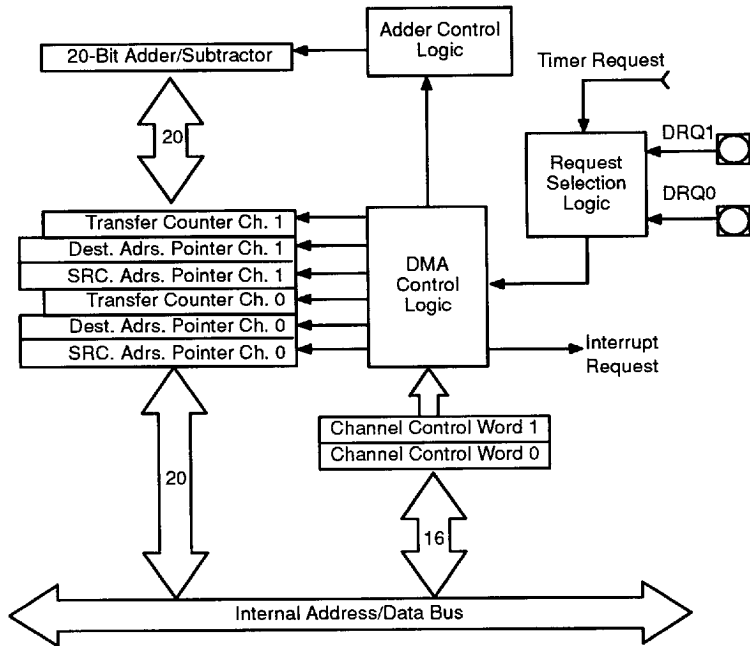 Adder Control
Logic
20-Bit Adder/Subtractor
Timer Request
20
DRQ1
Request
Selection
Logic
DRQ0
Transfer Counter Ch. 1
Dest. Adrs. Pointer Ch. 1
SRC. Adrs. Pointer Ch. 1
Transfer Counter Ch. 0
Dest. Adrs. Pointer Ch. 0
SRC. Adrs. Pointer Ch. 0
DMA
Control
Logic
Interrupt
Request
Channel Control Word 1
Channel Control Word 0
20
16
Internal Address/Data Bus